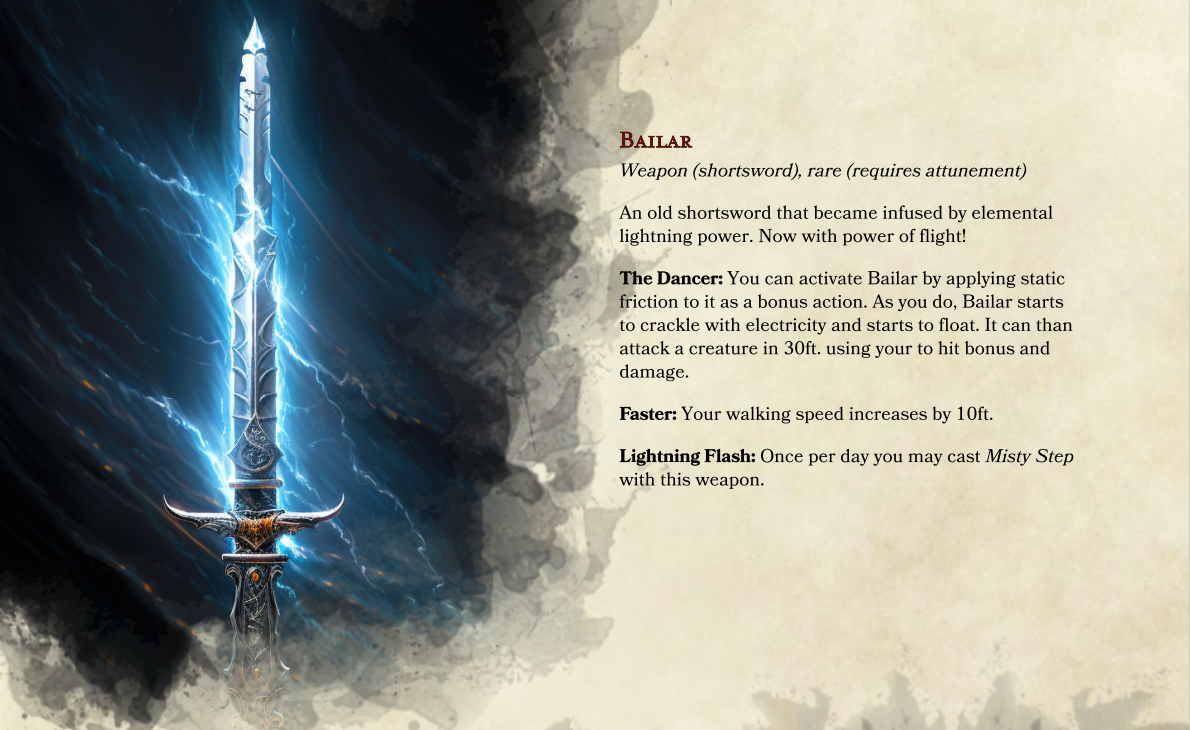 Bailar
Weapon (shortsword), rare (requires attunement)
An old shortsword that became infused by elemental
lightning power. Now with power of flight!
The Dancer: You can activate Bailar by applying static
friction to it as a bonus action. As you do, Bailar starts
to crackle with electricity and starts to float. It can than
attack a creature in 30ft. using your to hit bonus and
damage.
Faster: Your walking speed increases by 10ft.
Lightning Flash: Once per day you may cast Misty Step
with this weapon.